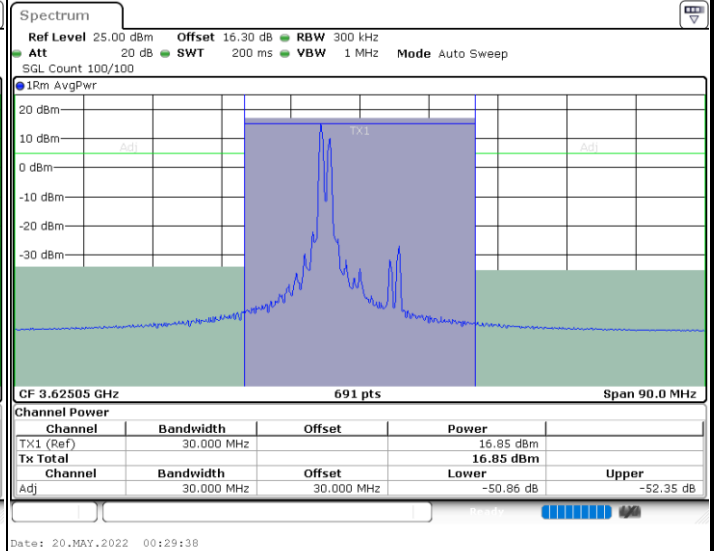 Spectrum
Ref Level 25.00 dBm Offset 16.30 dB RBW 300 kHz
Att 20 dB SWT 200 ms VBW 1 MHz Mode Auto Sweep
SGL Count 100/100
1Rm AvgPwr
20 dBm
TX1
10 dBm
Adj Adj
0 dBm
-10 dBm
-20 dBm
-30 dBm
CF 3.62505 GHz 691 pts Span 90.0 MHz
Channel Power
Channel Bandwidth Offset Power
TX1 (Ref) 30.000 MHz 16.85 dBm
Tx Total 16.85 dBm
Channel Bandwidth Offset Lower Upper
Adj 30.000 MHz 30.000 MHz -50.86 dB -52.35 dB
Ready
Date: 20.MAY.2022 00:29:38